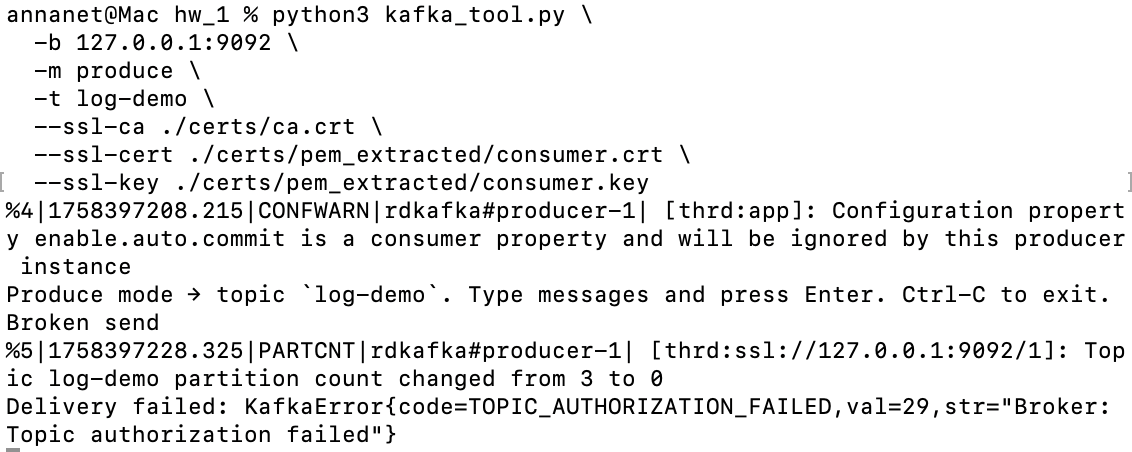 annanet@Mac hw_1 % python3 kafka_tool.py \
  -b 127.0.0.1:9092 \
  -m produce \
  -t log-demo \
  --ssl-ca ./certs/ca.crt \
  --ssl-cert ./certs/pem_extracted/consumer.crt \
[  --ssl-key ./certs/pem_extracted/consumer.key ]
%4|1758397208.215|CONFWARN|rdkafka#producer-1| [thrd:app]: Configuration propert
y enable.auto.commit is a consumer property and will be ignored by this producer
 instance
Produce mode → topic `log-demo`. Type messages and press Enter. Ctrl-C to exit.
Broken send
%5|1758397228.325|PARTCNT|rdkafka#producer-1| [thrd:ssl://127.0.0.1:9092/1]: Top
ic log-demo partition count changed from 3 to 0
Delivery failed: KafkaError{code=TOPIC_AUTHORIZATION_FAILED,val=29,str="Broker:
Topic authorization failed"}